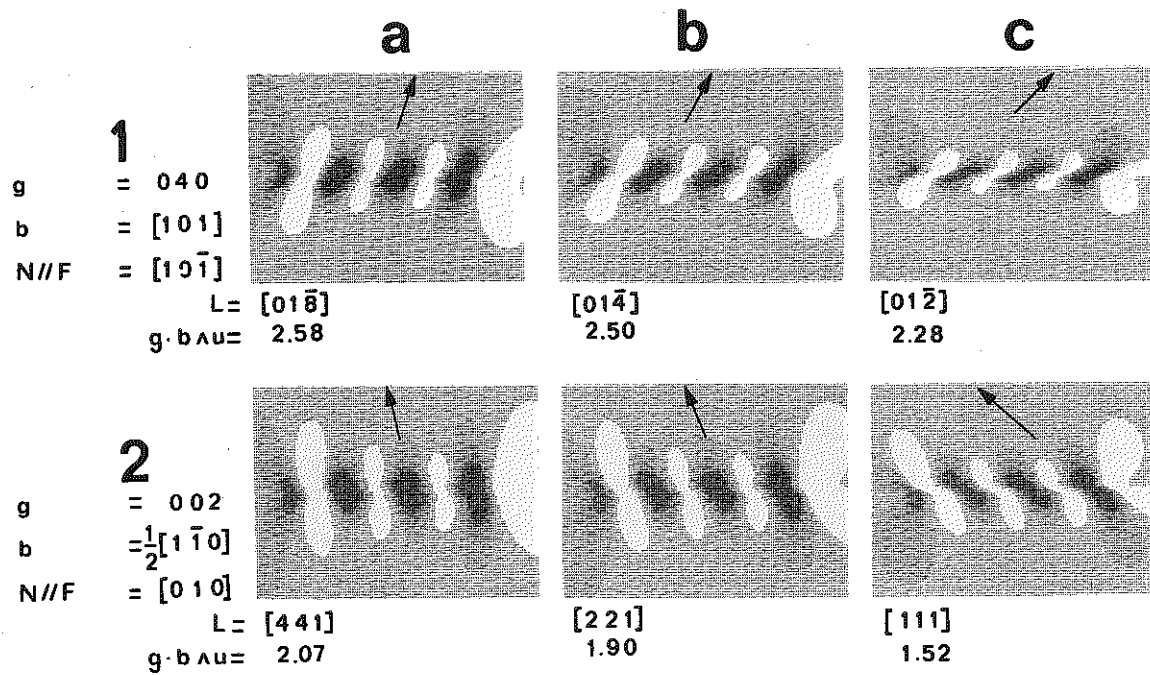 a b c
1
g = 040
b = [101]
N//F = [101̄]
L= [018̄] [014̄] [012̄]
g·b∧u= 2.58 2.50 2.28
2
g = 002
b =½[11̄0]
N//F = [010]
L= [441] [221] [111]
g·b∧u= 2.07 1.90 1.52